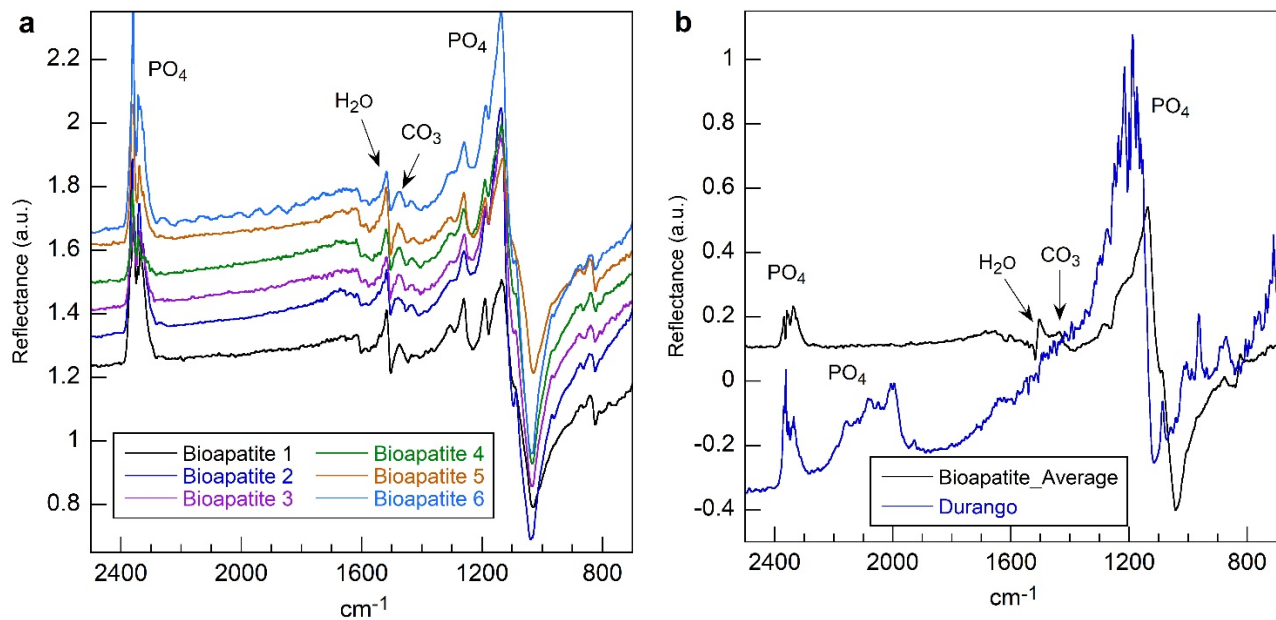 a
PO₄
PO₄
H₂O
CO₃
Reflectance (a.u.)
2.2
2
1.8
1.6
1.4
1.2
1
0.8
Bioapatite 1
Bioapatite 2
Bioapatite 3
Bioapatite 4
Bioapatite 5
Bioapatite 6
2400
2000
1600
1200
800
cm⁻¹
b
PO₄
H₂O
CO₃
PO₄
PO₄
Reflectance (a.u.)
1
0.8
0.6
0.4
0.2
0
-0.2
-0.4
Bioapatite_Average
Durango
2400
2000
1600
1200
800
cm⁻¹